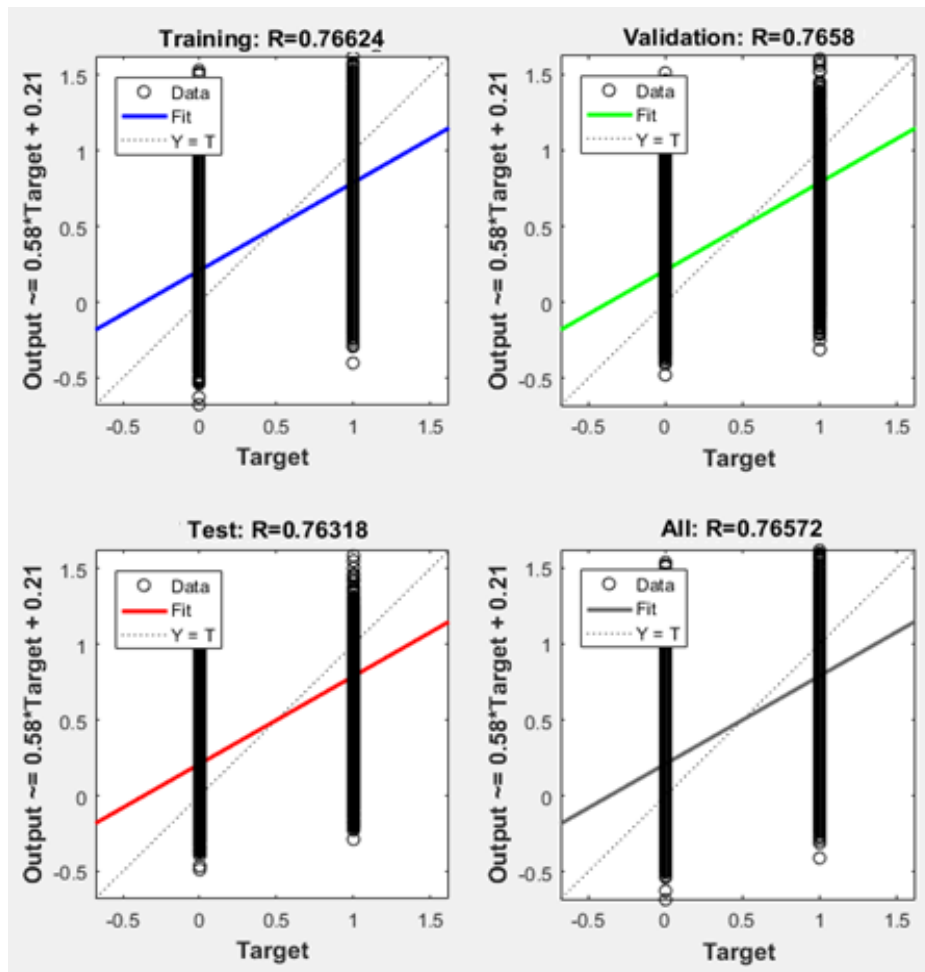 Training: R=0.76624
Output ~= 0.58*Target + 0.21
1.5
1
0.5
0
-0.5
Data
Fit
Y = T
-0.5 0 0.5 1 1.5
Target
Validation: R=0.7658
Output ~= 0.58*Target + 0.21
1.5
1
0.5
0
-0.5
Data
Fit
Y = T
-0.5 0 0.5 1 1.5
Target
Test: R=0.76318
Output ~= 0.58*Target + 0.21
1.5
1
0.5
0
-0.5
Data
Fit
Y = T
-0.5 0 0.5 1 1.5
Target
All: R=0.76572
Output ~= 0.58*Target + 0.21
1.5
1
0.5
0
-0.5
Data
Fit
Y = T
-0.5 0 0.5 1 1.5
Target